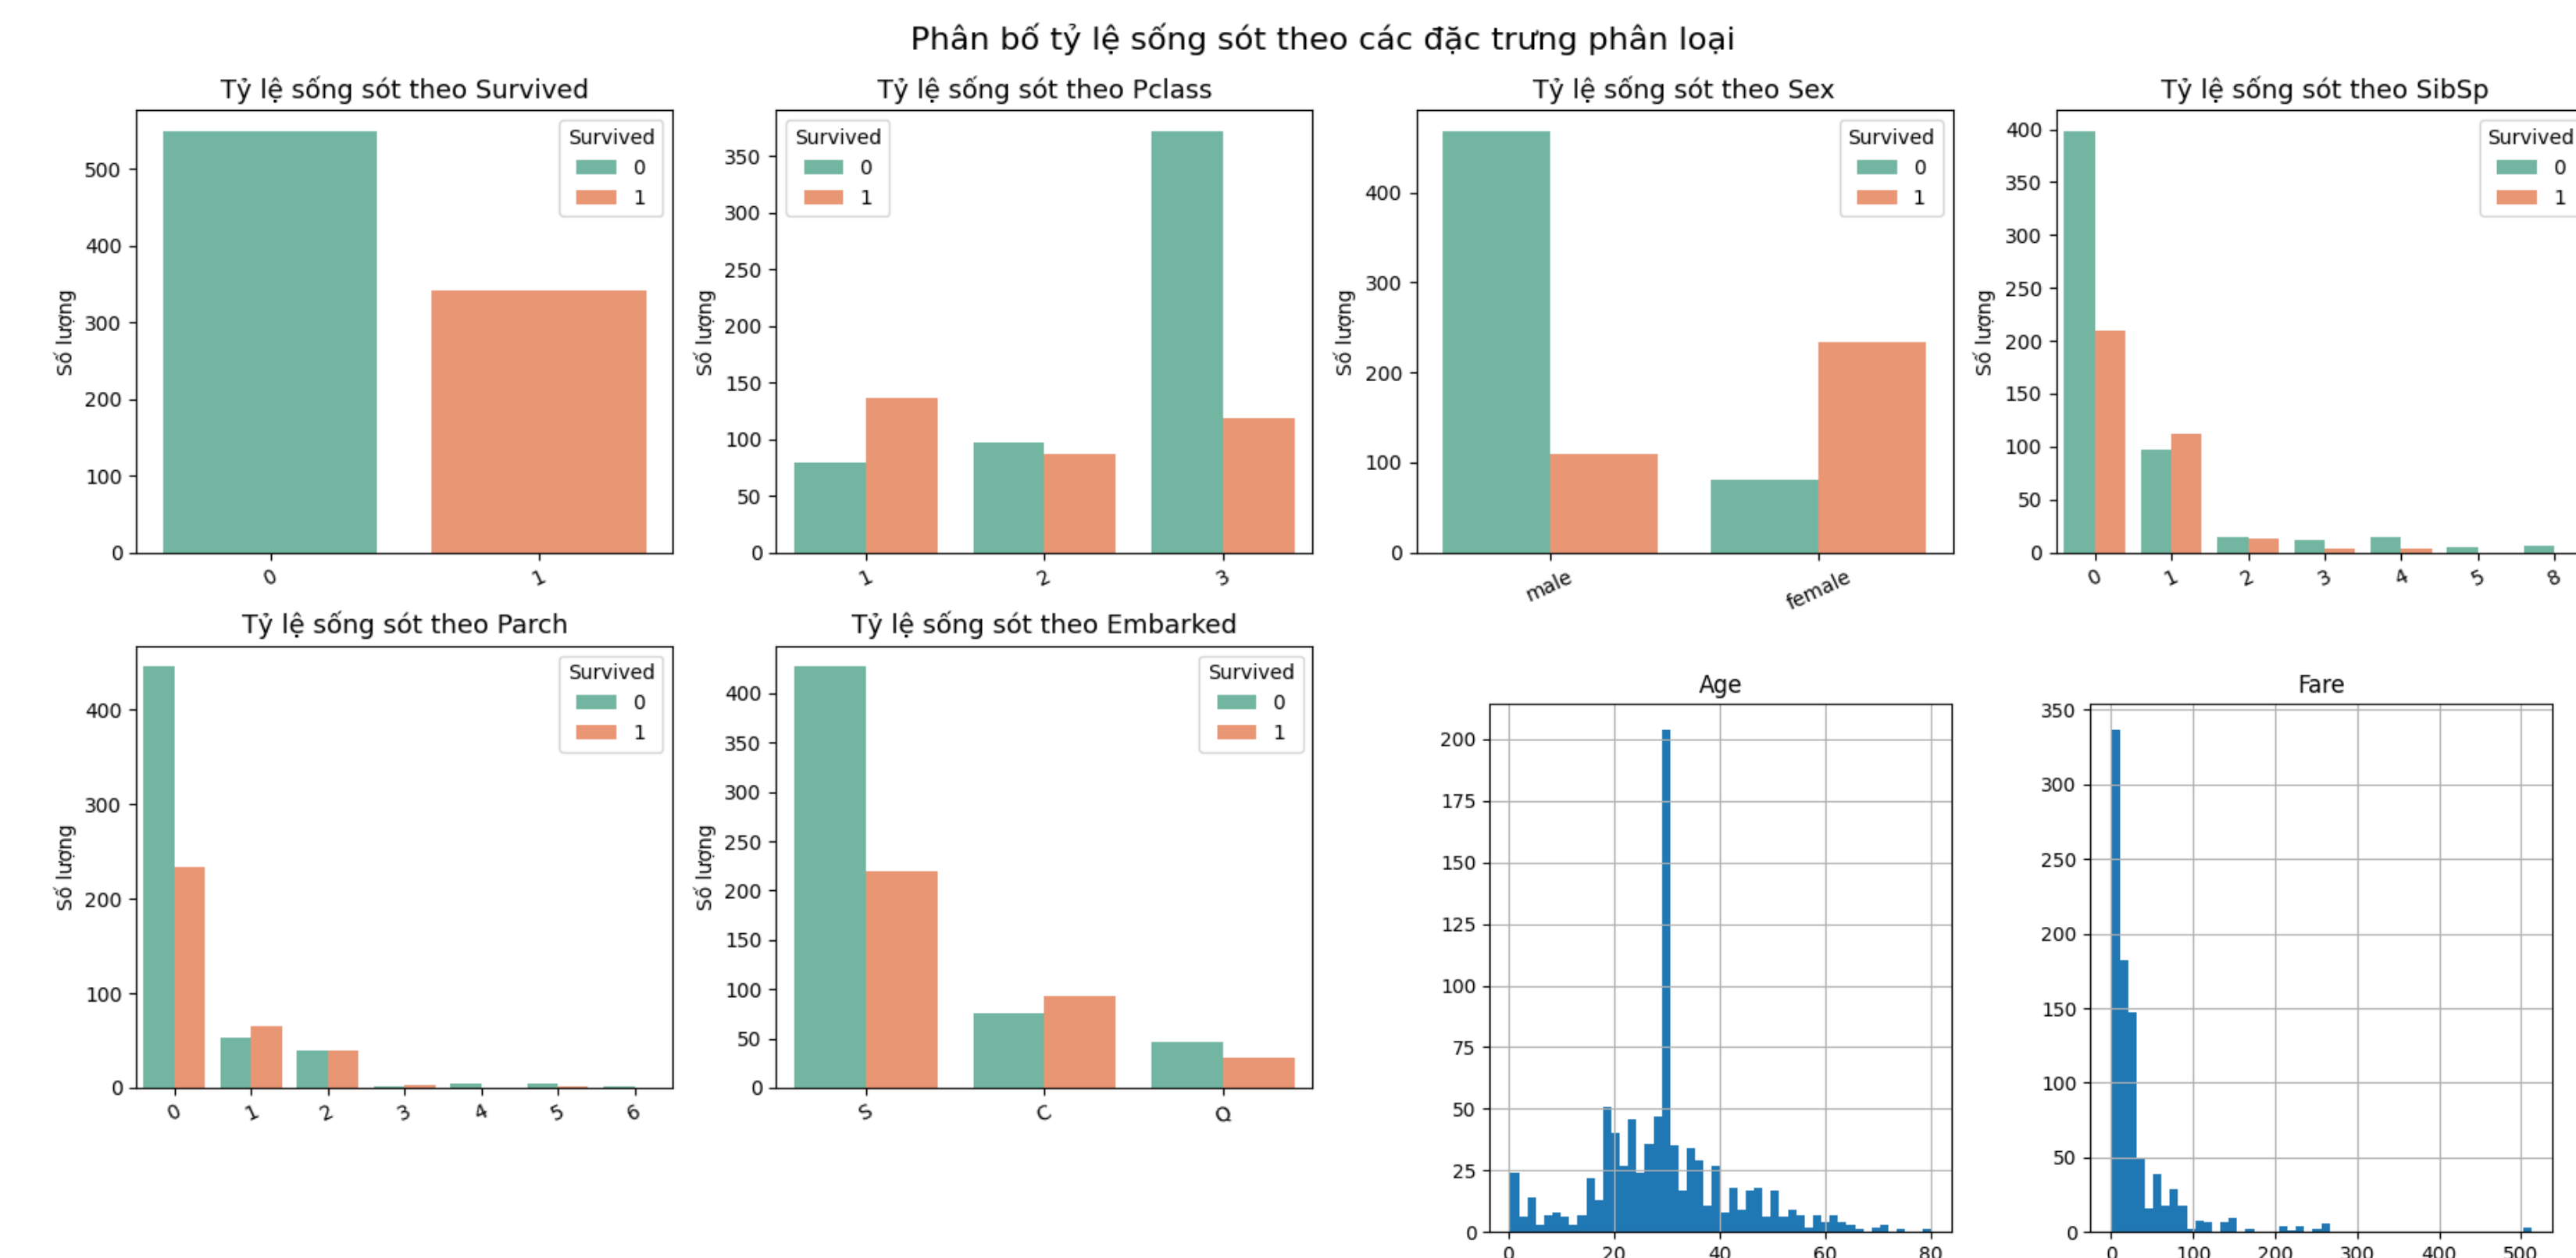 Phân bố tỷ lệ sống sót theo các đặc trưng phân loại
Tỷ lệ sống sót theo Survived
Số lượng
500
400
300
200
100
0
0 1
Survived
0
1
Tỷ lệ sống sót theo Pclass
Số lượng
350
300
250
200
150
100
50
0
1 2 3
Survived
0
1
Tỷ lệ sống sót theo Sex
Số lượng
400
300
200
100
0
male female
Survived
0
1
Tỷ lệ sống sót theo SibSp
Số lượng
400
350
300
250
200
150
100
50
0
0 1 2 3 4 5 8
Survived
0
1
Tỷ lệ sống sót theo Parch
Số lượng
400
300
200
100
0
0 1 2 3 4 5 6
Survived
0
1
Tỷ lệ sống sót theo Embarked
Số lượng
400
350
300
250
200
150
100
50
0
S C Q
Survived
0
1
Age
200
175
150
125
100
75
50
25
0
0 20 40 60 80
Fare
350
300
250
200
150
100
50
0
0 100 200 300 400 500